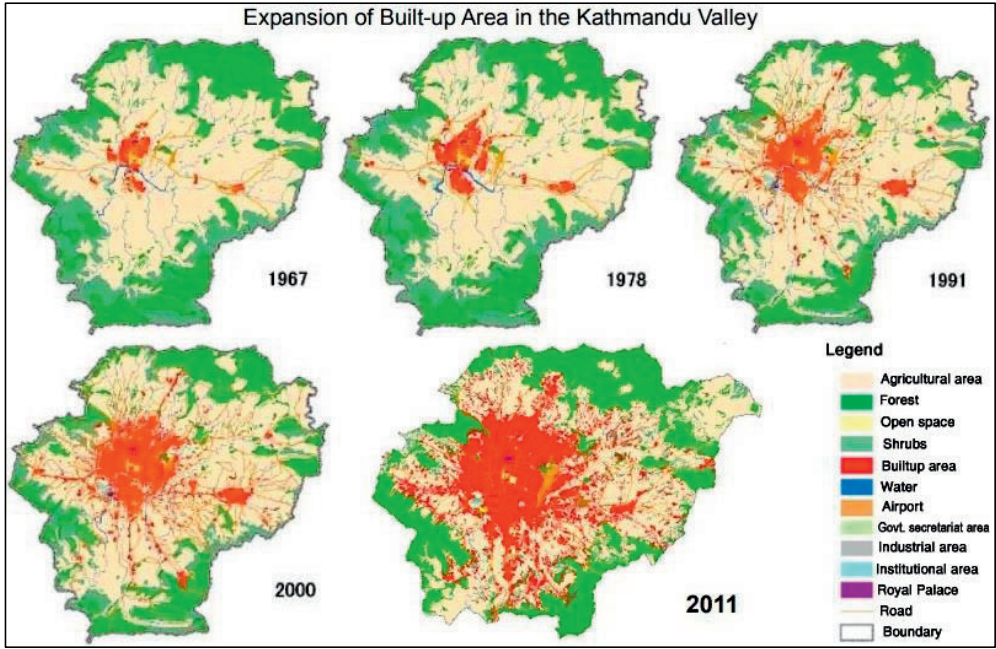 Expansion of Built-up Area in the Kathmandu Valley
1967
1978
1991
2000
2011
Legend
Agricultural area
Forest
Open space
Shrubs
Builtup area
Water
Airport
Govt. secretariat area
Industrial area
Institutional area
Royal Palace
Road
Boundary